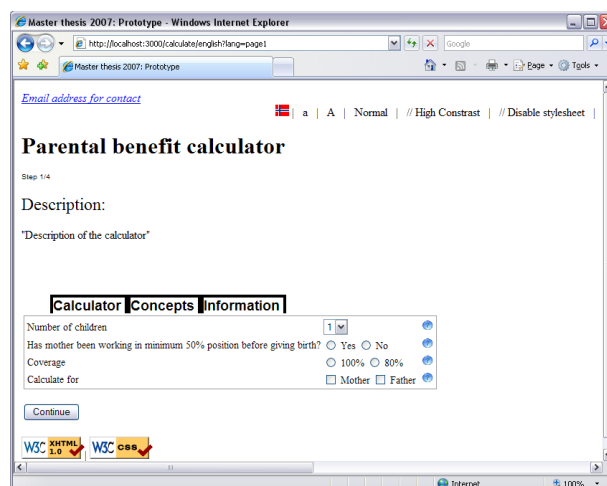 Master thesis 2007: Prototype - Windows Internet Explorer
http://localhost:3000/calculate/english?lang=page1
Google
Master thesis 2007: Prototype
Page
Tools
Email address for contact
| a | A | Normal | // High Constrast | // Disable stylesheet |
Parental benefit calculator
Step 1/4
Description:
"Description of the calculator"
Calculator Concepts Information
Number of children 1
Has mother been working in minimum 50% position before giving birth? Yes No
Coverage 100% 80%
Calculate for Mother Father
Continue
W3C XHTML 1.0 | W3C css
Internet 100%